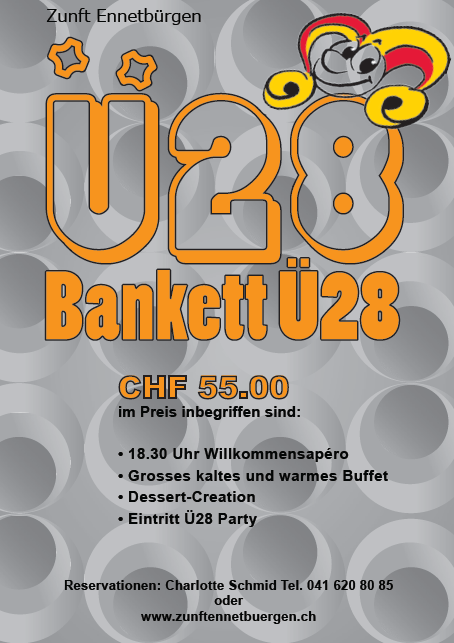 Zunft Ennetbürgen
Ü28
Bankett Ü28
CHF 55.00
im Preis inbegriffen sind:
• 18.30 Uhr Willkommensapéro
• Grosses kaltes und warmes Buffet
• Dessert-Creation
• Eintritt Ü28 Party
Reservationen: Charlotte Schmid Tel. 041 620 80 85
oder
www.zunftennetbuergen.ch